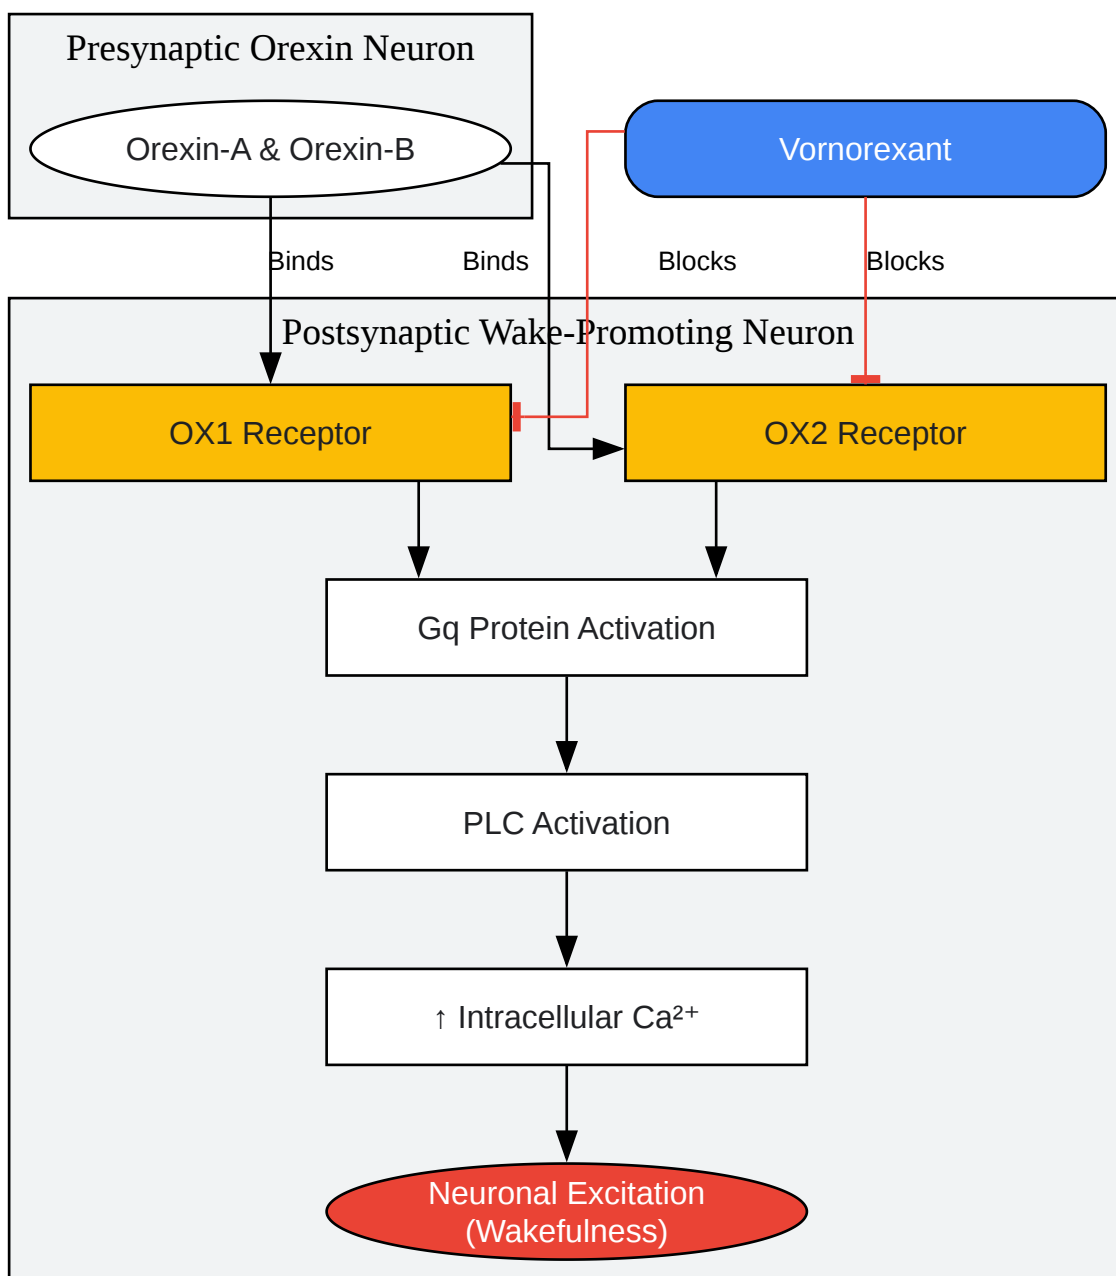 Presynaptic Orexin Neuron
Orexin-A & Orexin-B
Vornorexant
Binds
Binds
Blocks
Blocks
Postsynaptic Wake-Promoting Neuron
OX1 Receptor
OX2 Receptor
Gq Protein Activation
PLC Activation
↑ Intracellular Ca²⁺
Neuronal Excitation
(Wakefulness)